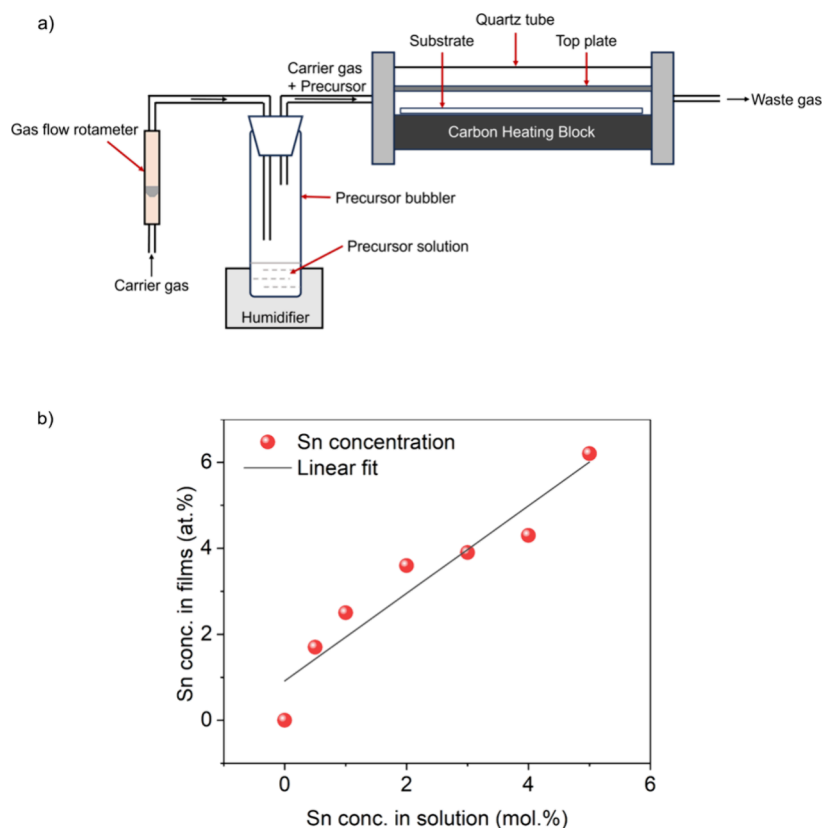 a)
Quartz tube
Substrate
Top plate
Carrier gas
+ Precursor
Waste gas
Gas flow rotameter
Carbon Heating Block
Precursor bubbler
Precursor solution
Carrier gas
Humidifier
b)
Sn concentration
Linear fit
6
4
2
0
Sn conc. in films (at.%)
0
2
4
6
Sn conc. in solution (mol.%)